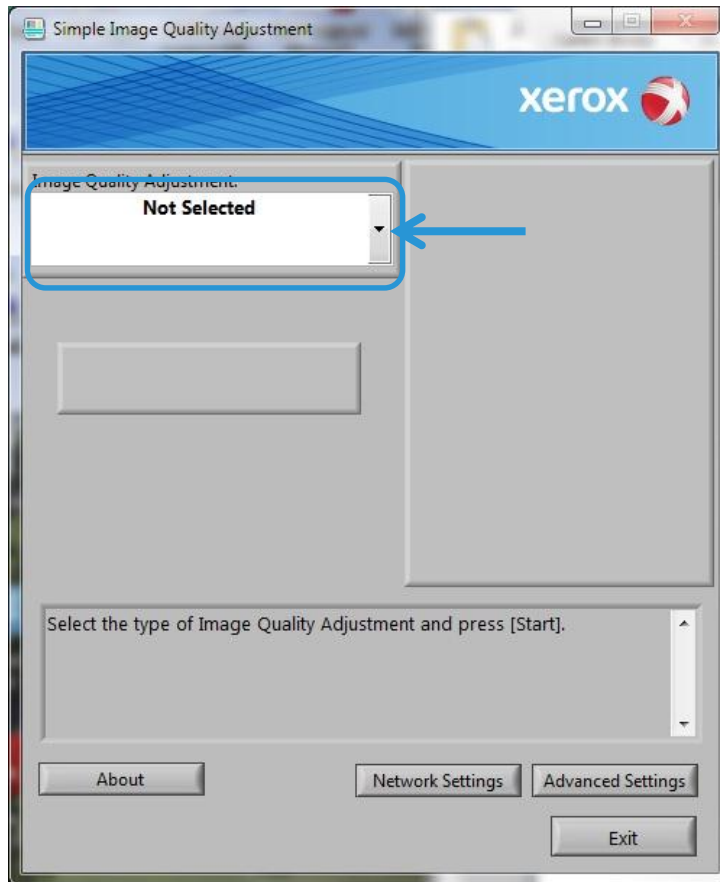 Simple Image Quality Adjustment
xerox
Image Quality Adjustment:
Not Selected
Select the type of Image Quality Adjustment and press [Start].
About
Network Settings
Advanced Settings
Exit